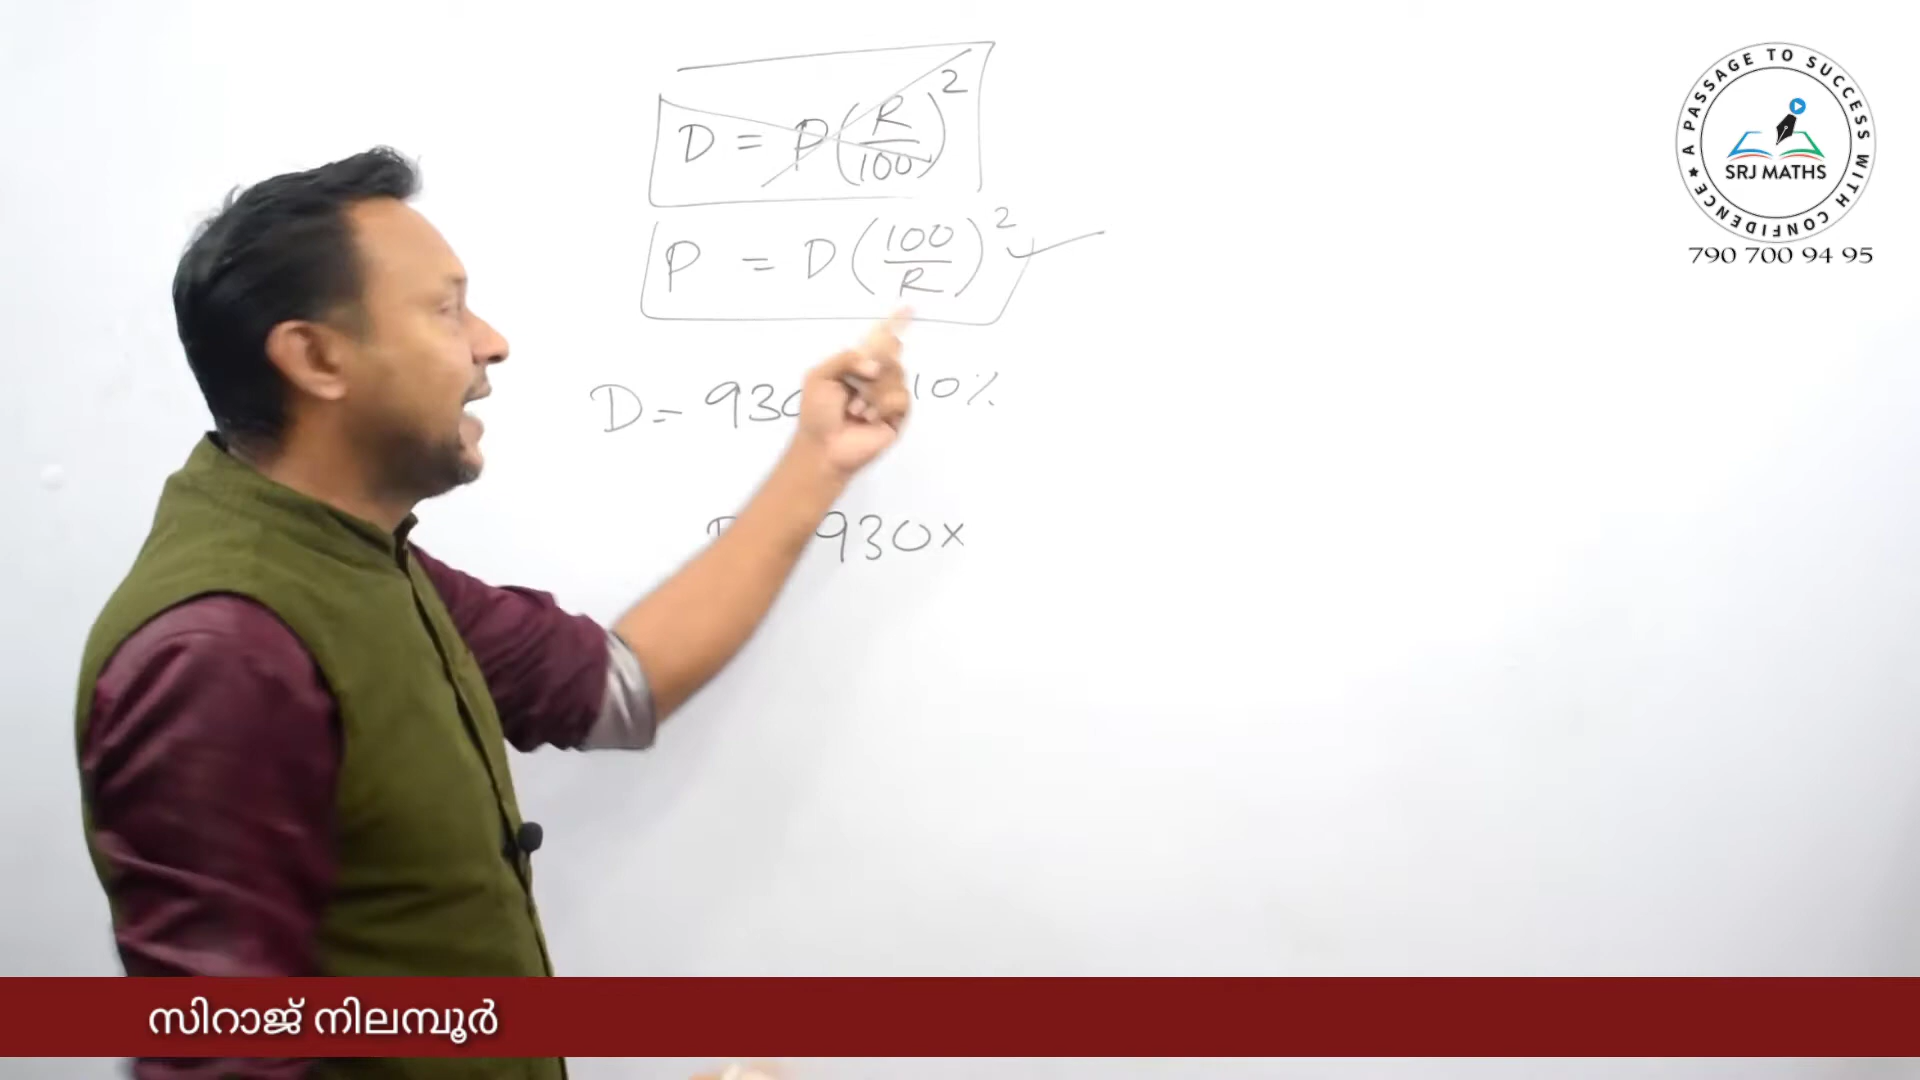 D = P(R/100)²
P = D(100/R)²
D = 930 10%
930×
A PASSAGE TO SUCCESS WITH CONFIDENCE
SRJ MATHS
790 700 94 95
സിറാജ് നിലമ്പൂർ